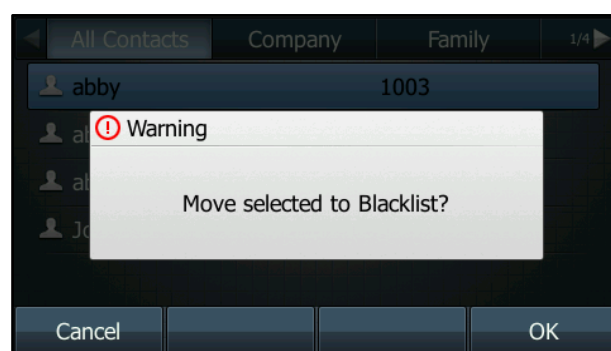 All Contacts Company Family 1/4
abby 1003
Warning
Move selected to Blacklist?
Cancel OK